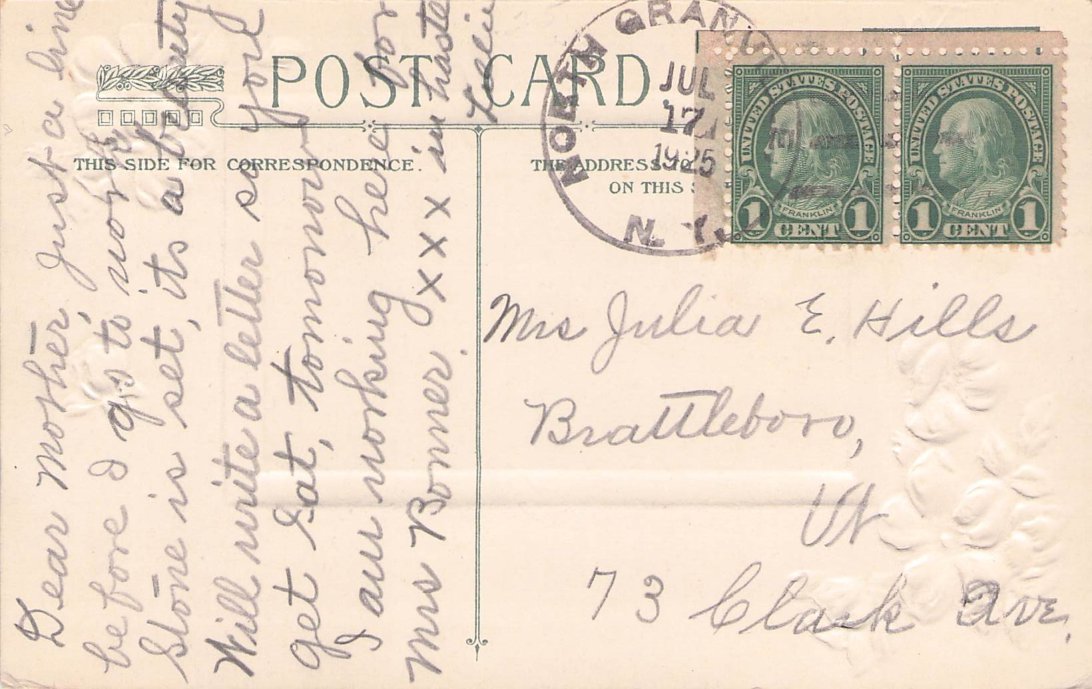 POST CARD
THIS SIDE FOR CORRESPONDENCE.
THE ADDRESS
ON THIS
NORTH GRANVI
JUL
17
1925
N. Y.
UNITED STATES POSTAGE
FRANKLIN
1 CENT 1
UNITED STATES POSTAGE
FRANKLIN
1 CENT 1
Dear Mother, Just a line
before I go to work
Stone is set, its a beauty
Will write a letter so youl
get Sat, tomorrow
I am working here for
Mrs Bonner. xxx in haste
Mrs Julia E. Hills
Brattleboro,
Vt
73 Clark Ave.